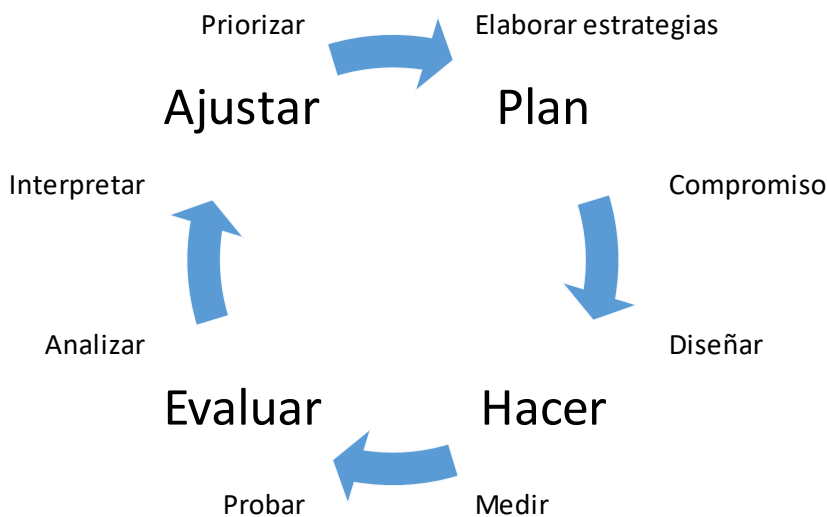 Priorizar
Elaborar estrategias
Ajustar
Plan
Interpretar
Compromiso
Analizar
Diseñar
Evaluar
Hacer
Probar
Medir